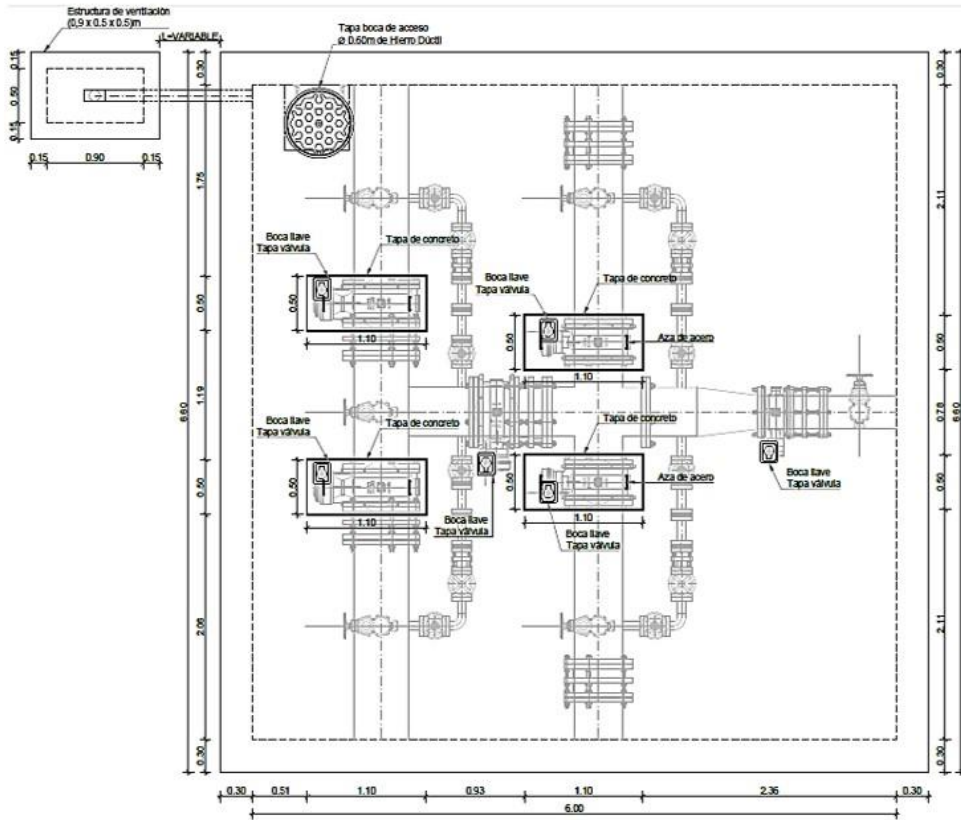 Estructura de ventilación
(0,9 x 0.5 x 0.5)m
L=VARIABLE
Tapa boca de acceso
ø 0.60m de Hierro Dúctil
0.15
0.50
0.15
0.15
0.90
0.15
0.30
1.75
0.50
1.19
0.50
2.06
0.30
6.60
Boca llave
Tapa válvula
Tapa de concreto
0.50
1.10
Boca llave
Tapa válvula
Tapa de concreto
0.50
Aza de acero
1.10
Boca llave
Tapa válvula
Tapa de concreto
0.50
1.10
Boca llave
Tapa válvula
Tapa de concreto
0.50
Aza de acero
1.10
Boca llave
Tapa válvula
Boca llave
Tapa válvula
0.30
2.11
0.50
0.78
0.50
2.11
0.30
6.60
0.30
0.51
1.10
0.93
1.10
2.36
0.30
6.00